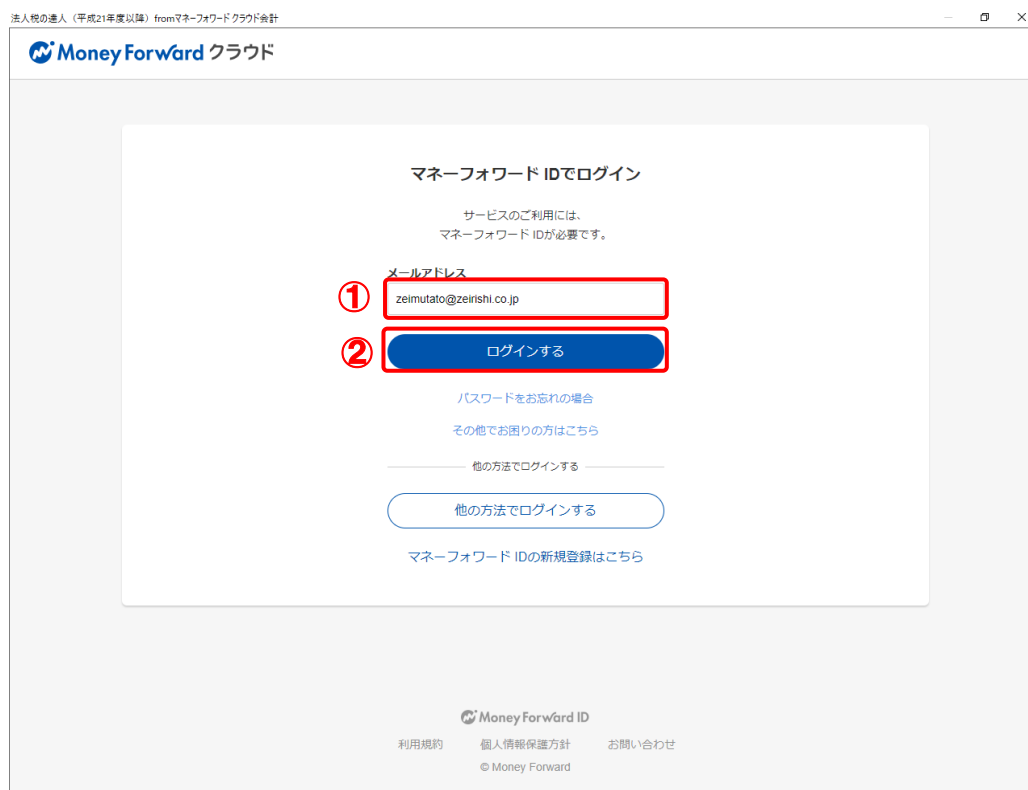 法人税の達人（平成21年度以降）fromマネーフォワード クラウド会計
Money Forward クラウド
マネーフォワード IDでログイン
サービスのご利用には、
マネーフォワード IDが必要です。
メールアドレス
① zeimutato@zeirishi.co.jp
② ログインする
パスワードをお忘れの場合
その他でお困りの方はこちら
他の方法でログインする
他の方法でログインする
マネーフォワード IDの新規登録はこちら
Money Forward ID
利用規約 個人情報保護方針 お問い合わせ
© Money Forward